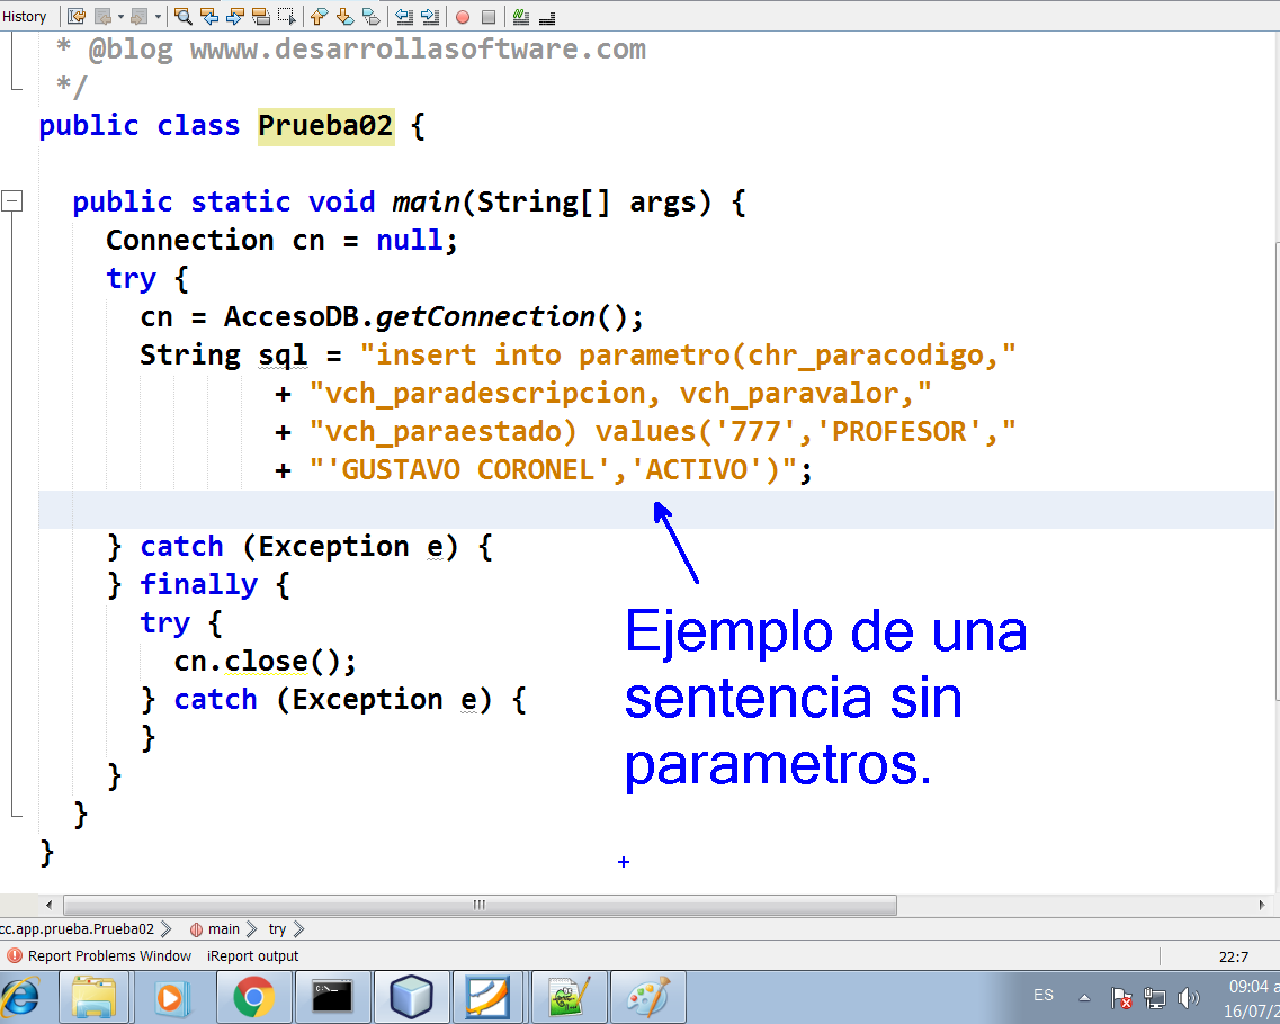 History
* @blog wwww.desarrollasoftware.com
*/
public class Prueba02 {
public static void main(String[] args) {
Connection cn = null;
try {
cn = AccesoDB.getConnection();
String sql = "insert into parametro(chr_paracodigo,"
+ "vch_paradescripcion, vch_paravalor,"
+ "vch_paraestado) values('777','PROFESOR',"
+ "'GUSTAVO CORONEL','ACTIVO')";
} catch (Exception e) {
} finally {
try {
cn.close();
} catch (Exception e) {
}
}
}
}
Ejemplo de una
sentencia sin
parametros.
cc.app.prueba.Prueba02 main try
Report Problems Window iReport output
22:7
ES
09:04 a
16/07/2